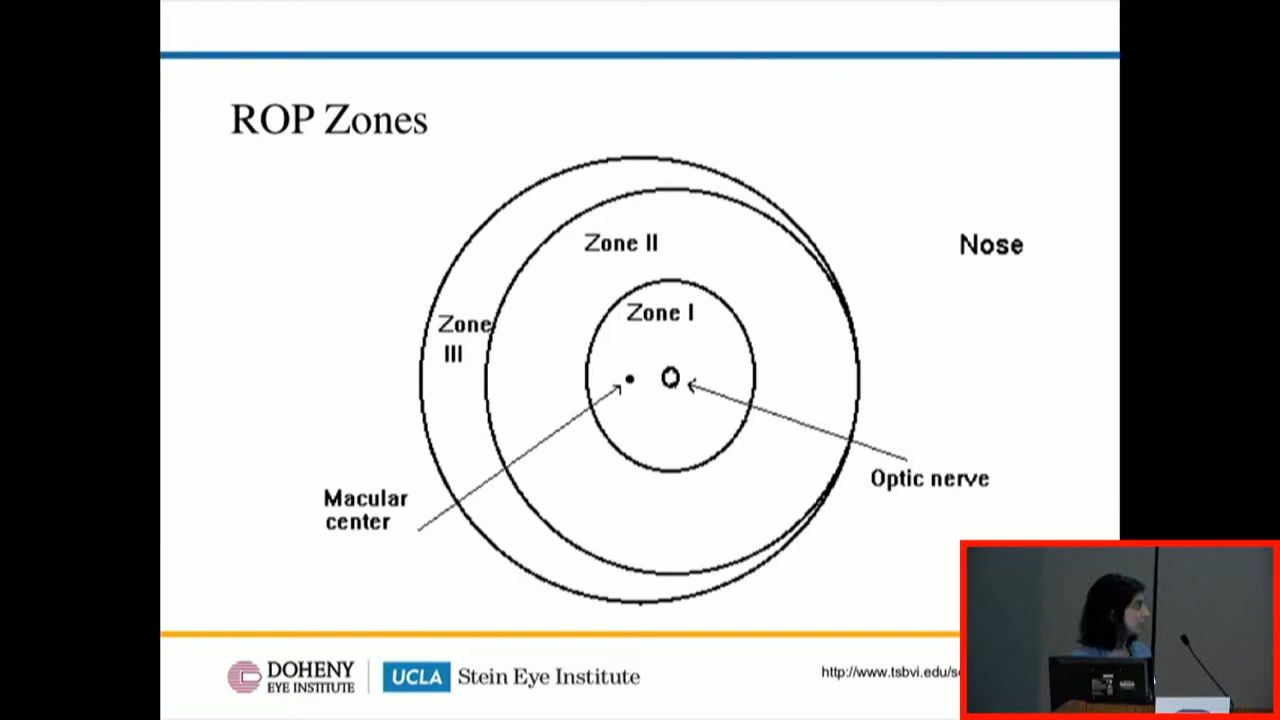 ROP Zones
Zone II
Nose
Zone I
Zone
III
Macular
center
Optic nerve
DOHENY
EYE INSTITUTE
UCLA
Stein Eye Institute
http://www.tsbvi.edu/se